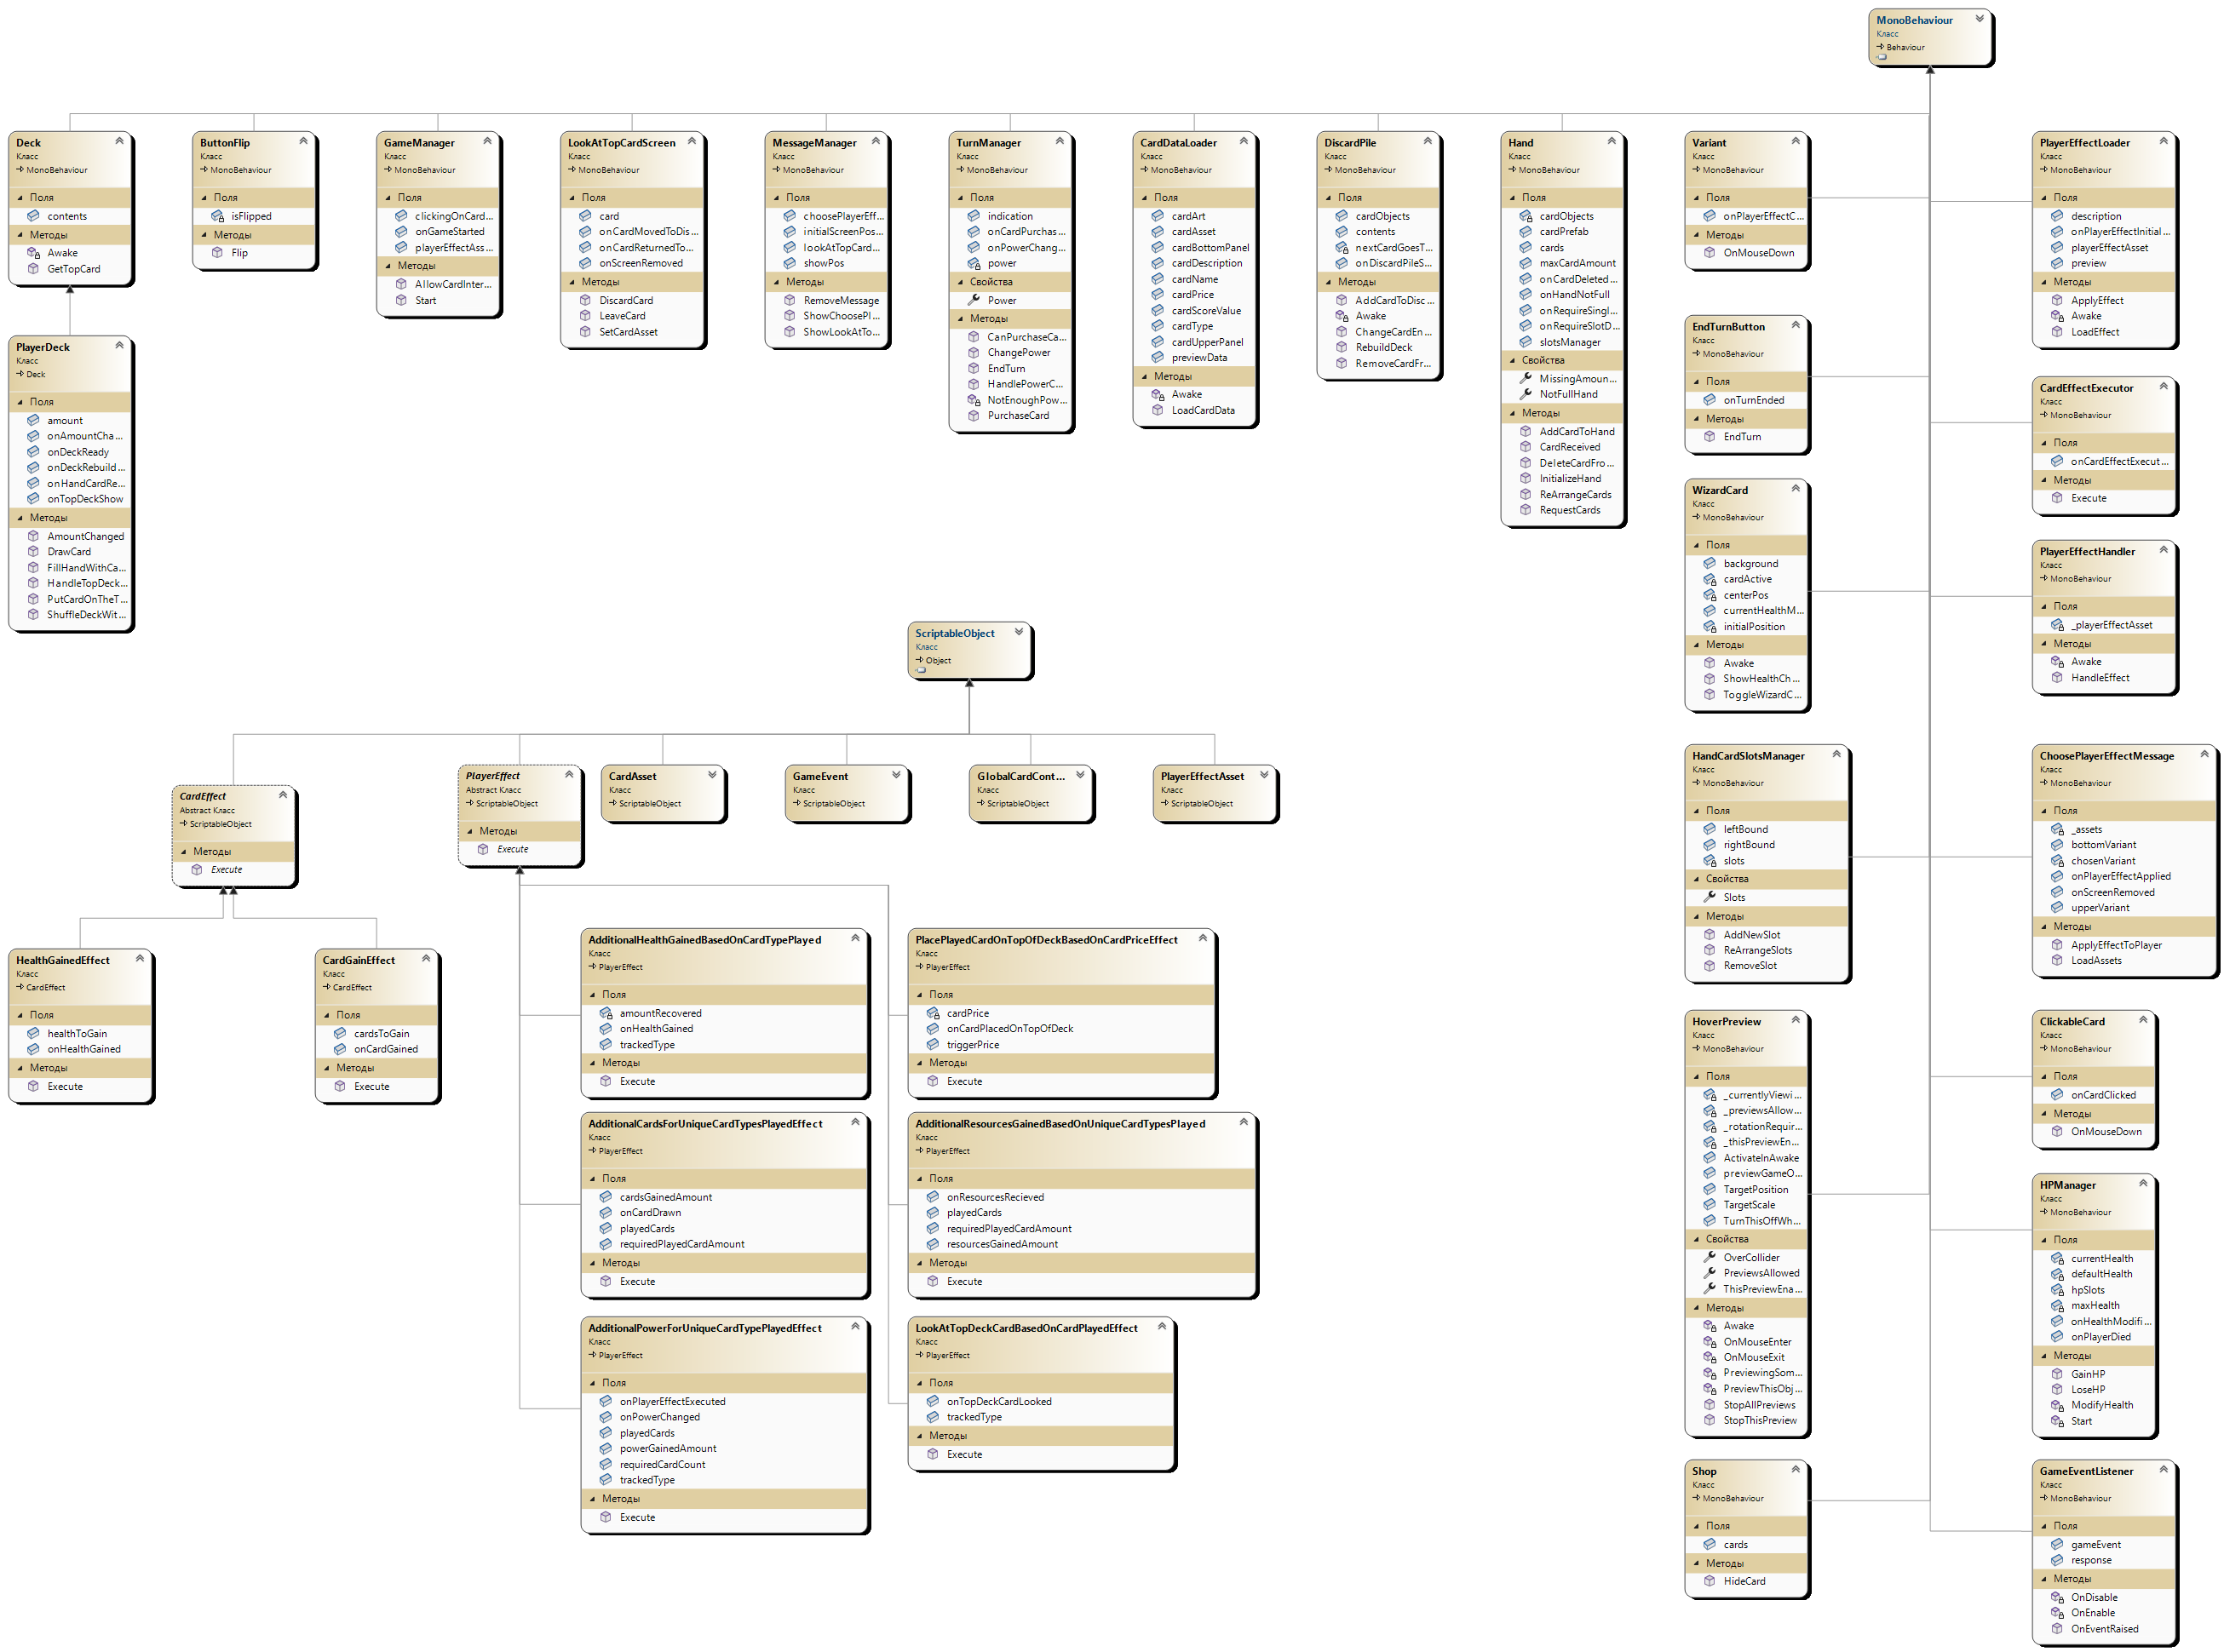 MonoBehaviour
Класс
Behaviour
Deck
Класс
MonoBehaviour
Поля
contents
Методы
Awake
GetTopCard
ButtonFlip
Класс
MonoBehaviour
Поля
isFlipped
Методы
Flip
GameManager
Класс
MonoBehaviour
Поля
clickingOnCard...
onGameStarted
playerEffectAss...
Методы
AllowCardInter...
Start
LookAtTopCardScreen
Класс
MonoBehaviour
Поля
card
onCardMovedToDis...
onCardReturnedTo...
onScreenRemoved
Методы
DiscardCard
LeaveCard
SetCardAsset
MessageManager
Класс
MonoBehaviour
Поля
choosePlayerEff...
initialScreenPos...
lookAtTopCard...
showPos
Методы
RemoveMessage
ShowChoosePl...
ShowLookAtTo...
TurnManager
Класс
MonoBehaviour
Поля
indication
onCardPurchas...
onPowerChang...
power
Свойства
Power
Методы
CanPurchaseCa...
ChangePower
EndTurn
HandlePowerC...
NotEnoughPow...
PurchaseCard
CardDataLoader
Класс
MonoBehaviour
Поля
cardArt
cardAsset
cardBottomPanel
cardDescription
cardName
cardPrice
cardScoreValue
cardType
cardUpperPanel
previewData
Методы
Awake
LoadCardData
DiscardPile
Класс
MonoBehaviour
Поля
cardObjects
contents
nextCardGoesT...
onDiscardPileS...
Методы
AddCardToDisc...
Awake
ChangeCardEn...
RebuildDeck
RemoveCardFr...
Hand
Класс
MonoBehaviour
Поля
cardObjects
cardPrefab
cards
maxCardAmount
onCardDeleted...
onHandNotFull
onRequireSingl...
onRequireSlotD...
slotsManager
Свойства
MissingAmoun...
NotFullHand
Методы
AddCardToHand
CardReceived
DeleteCardFro...
InitializeHand
ReArrangeCards
RequestCards
Variant
Класс
MonoBehaviour
Поля
onPlayerEffectC...
Методы
OnMouseDown
PlayerEffectLoader
Класс
MonoBehaviour
Поля
description
onPlayerEffectInitial...
playerEffectAsset
preview
Методы
ApplyEffect
Awake
LoadEffect
PlayerDeck
Класс
Deck
Поля
amount
onAmountCha...
onDeckReady
onDeckRebuild...
onHandCardRe...
onTopDeckShow
Методы
AmountChanged
DrawCard
FillHandWithCa...
HandleTopDeck...
PutCardOnTheT...
ShuffleDeckWit...
EndTurnButton
Класс
MonoBehaviour
Поля
onTurnEnded
Методы
EndTurn
CardEffectExecutor
Класс
MonoBehaviour
Поля
onCardEffectExecut...
Методы
Execute
WizardCard
Класс
MonoBehaviour
Поля
background
cardActive
centerPos
currentHealthM...
initialPosition
Методы
Awake
ShowHealthCh...
ToggleWizardC...
PlayerEffectHandler
Класс
MonoBehaviour
Поля
_playerEffectAsset
Методы
Awake
HandleEffect
ScriptableObject
Класс
Object
CardEffect
Abstract Класс
ScriptableObject
Методы
Execute
PlayerEffect
Abstract Класс
ScriptableObject
Методы
Execute
CardAsset
Класс
ScriptableObject
GameEvent
Класс
ScriptableObject
GlobalCardCont...
Класс
ScriptableObject
PlayerEffectAsset
Класс
ScriptableObject
HandCardSlotsManager
Класс
MonoBehaviour
Поля
leftBound
rightBound
slots
Свойства
Slots
Методы
AddNewSlot
ReArrangeSlots
RemoveSlot
ChoosePlayerEffectMessage
Класс
MonoBehaviour
Поля
_assets
bottomVariant
chosenVariant
onPlayerEffectApplied
onScreenRemoved
upperVariant
Методы
ApplyEffectToPlayer
LoadAssets
HealthGainedEffect
Класс
CardEffect
Поля
healthToGain
onHealthGained
Методы
Execute
CardGainEffect
Класс
CardEffect
Поля
cardsToGain
onCardGained
Методы
Execute
AdditionalHealthGainedBasedOnCardTypePlayed
Класс
PlayerEffect
Поля
amountRecovered
onHealthGained
trackedType
Методы
Execute
PlacePlayedCardOnTopOfDeckBasedOnCardPriceEffect
Класс
PlayerEffect
Поля
cardPrice
onCardPlacedOnTopOfDeck
triggerPrice
Методы
Execute
AdditionalCardsForUniqueCardTypesPlayedEffect
Класс
PlayerEffect
Поля
cardsGainedAmount
onCardDrawn
playedCards
requiredPlayedCardAmount
Методы
Execute
AdditionalResourcesGainedBasedOnUniqueCardTypesPlayed
Класс
PlayerEffect
Поля
onResourcesRecieved
playedCards
requiredPlayedCardAmount
resourcesGainedAmount
Методы
Execute
AdditionalPowerForUniqueCardTypePlayedEffect
Класс
PlayerEffect
Поля
onPlayerEffectExecuted
onPowerChanged
playedCards
powerGainedAmount
requiredCardCount
trackedType
Методы
Execute
LookAtTopDeckCardBasedOnCardPlayedEffect
Класс
PlayerEffect
Поля
onTopDeckCardLooked
trackedType
Методы
Execute
HoverPreview
Класс
MonoBehaviour
Поля
_currentlyViewi...
_previewsAllow...
_rotationRequir...
_thisPreviewEn...
ActivateInAwake
previewGameO...
TargetPosition
TargetScale
TurnThisOffWh...
Свойства
OverCollider
PreviewsAllowed
ThisPreviewEna...
Методы
Awake
OnMouseEnter
OnMouseExit
PreviewingSom...
PreviewThisObj...
StopAllPreviews
StopThisPreview
ClickableCard
Класс
MonoBehaviour
Поля
onCardClicked
Методы
OnMouseDown
HPManager
Класс
MonoBehaviour
Поля
currentHealth
defaultHealth
hpSlots
maxHealth
onHealthModifi...
onPlayerDied
Методы
GainHP
LoseHP
ModifyHealth
Start
Shop
Класс
MonoBehaviour
Поля
cards
Методы
HideCard
GameEventListener
Класс
MonoBehaviour
Поля
gameEvent
response
Методы
OnDisable
OnEnable
OnEventRaised